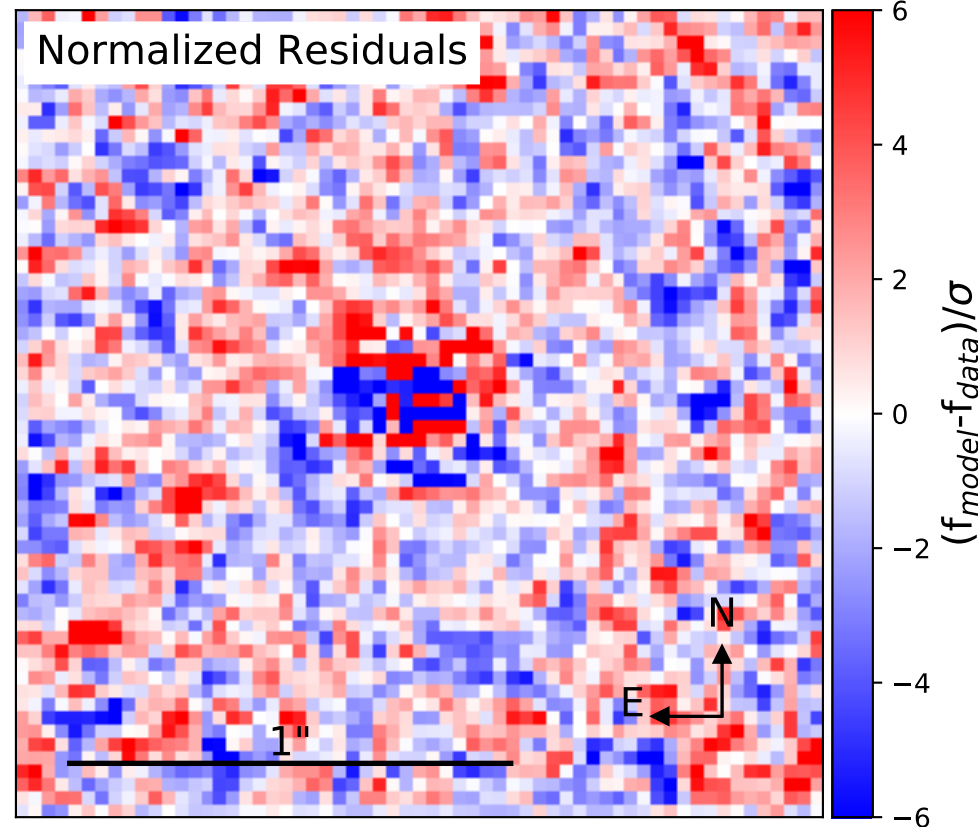 Normalized Residuals
6
4
2
0
−2
−4
−6
(f_model-f_data)/σ
N
E
1"